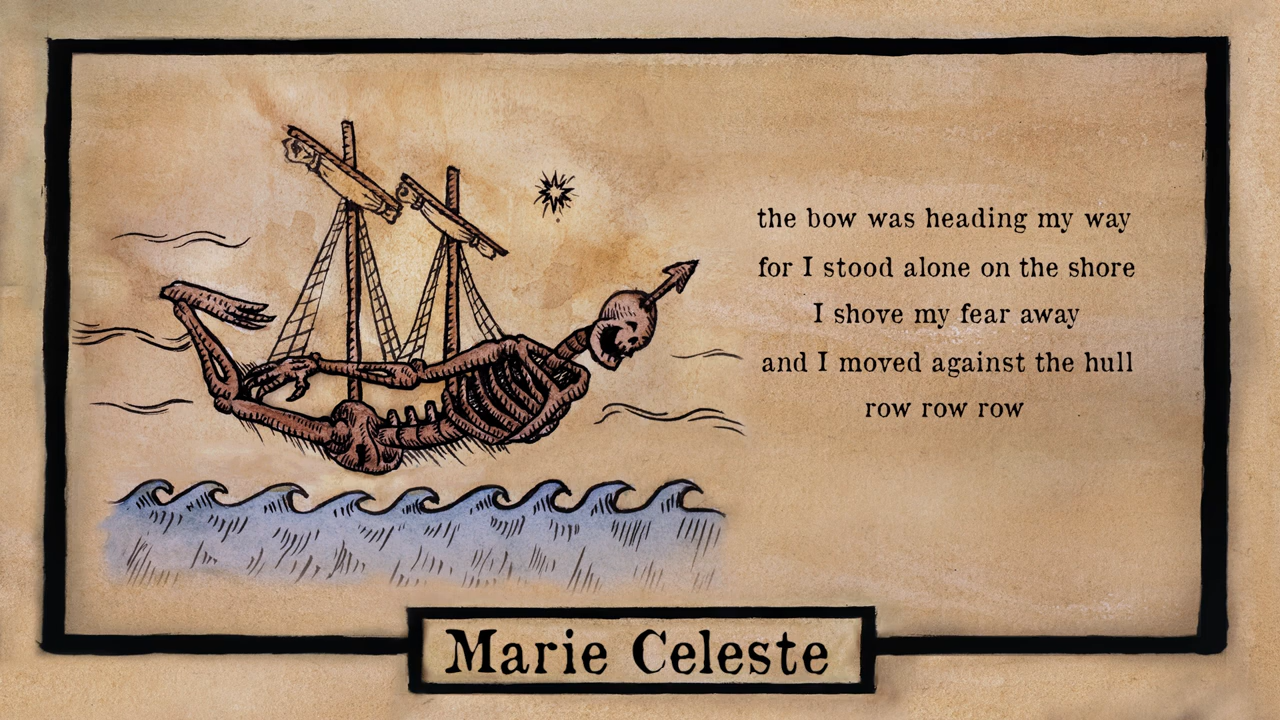 the bow was heading my way
for I stood alone on the shore
I shove my fear away
and I moved against the hull
row row row
Marie Celeste